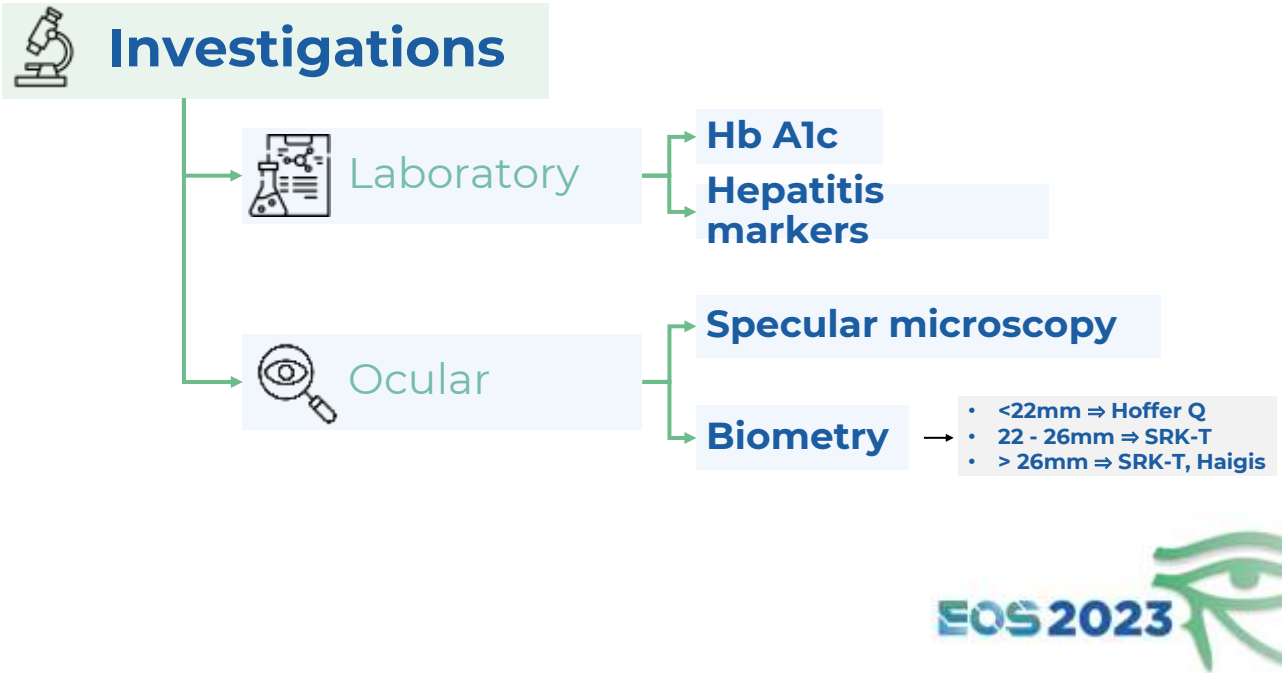 Investigations
Laboratory
Hb A1c
Hepatitis
markers
Ocular
Specular microscopy
Biometry
• <22mm ⇒ Hoffer Q
• 22 - 26mm ⇒ SRK-T
• > 26mm ⇒ SRK-T, Haigis
EOS 2023